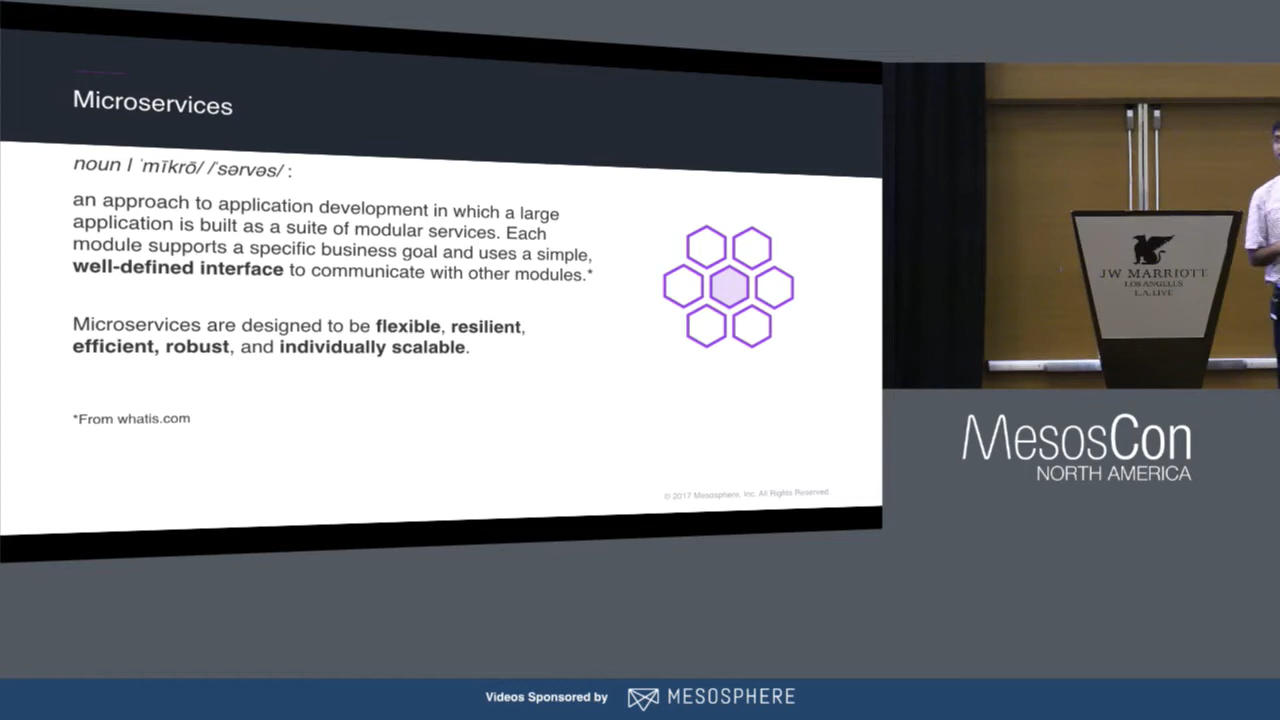 Microservices
noun | ˈmīkrō/ /ˈsərvəs/ :
an approach to application development in which a large
application is built as a suite of modular services. Each
module supports a specific business goal and uses a simple,
well-defined interface to communicate with other modules.*
Microservices are designed to be flexible, resilient,
efficient, robust, and individually scalable.
*From whatis.com
© 2017 Mesosphere, Inc. All Rights Reserved.
JW MARRIOTT
LOS ANGELES
L.A. LIVE
MesosCon
NORTH AMERICA
Videos Sponsored by
MESOSPHERE